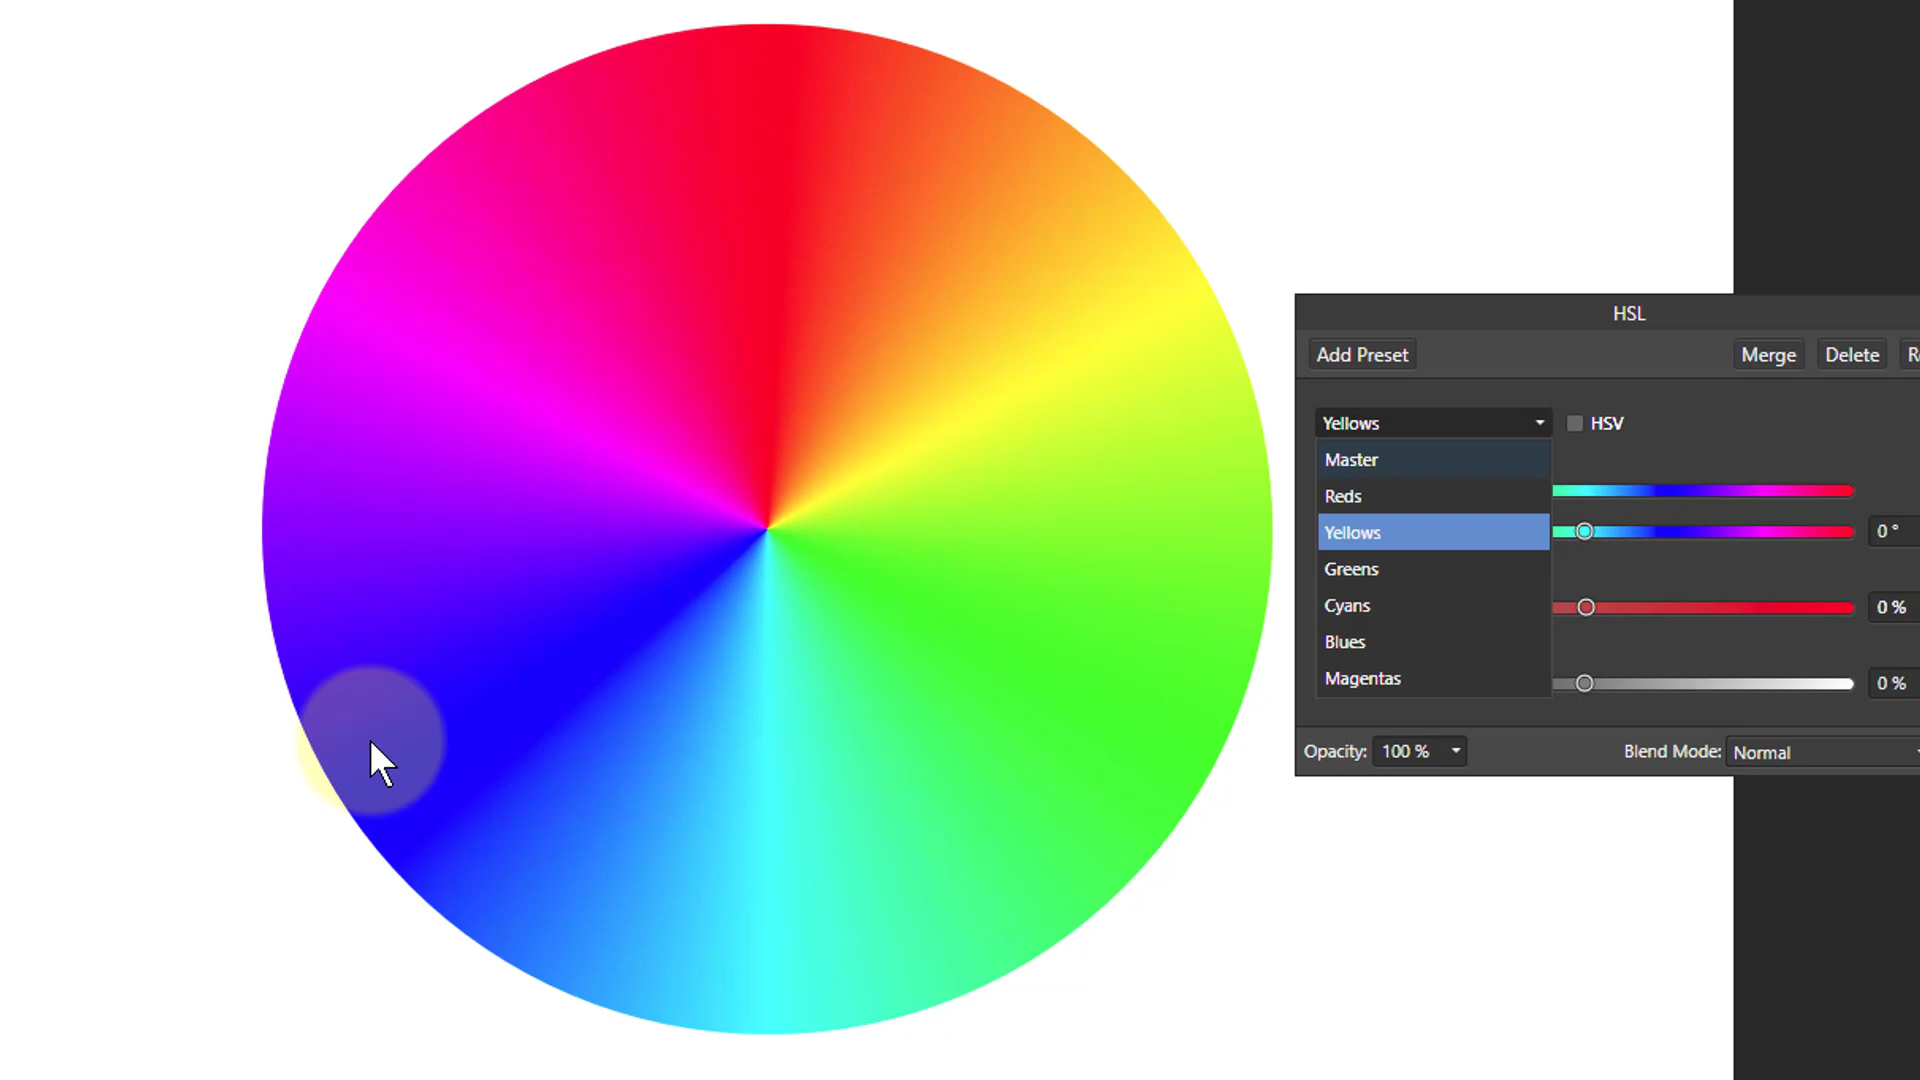 HSL
Add Preset
Merge
Delete
Yellows
HSV
Master
Reds
Yellows
0 °
Greens
Cyans
0 %
Blues
Magentas
0 %
Opacity:
100 %
Blend Mode:
Normal